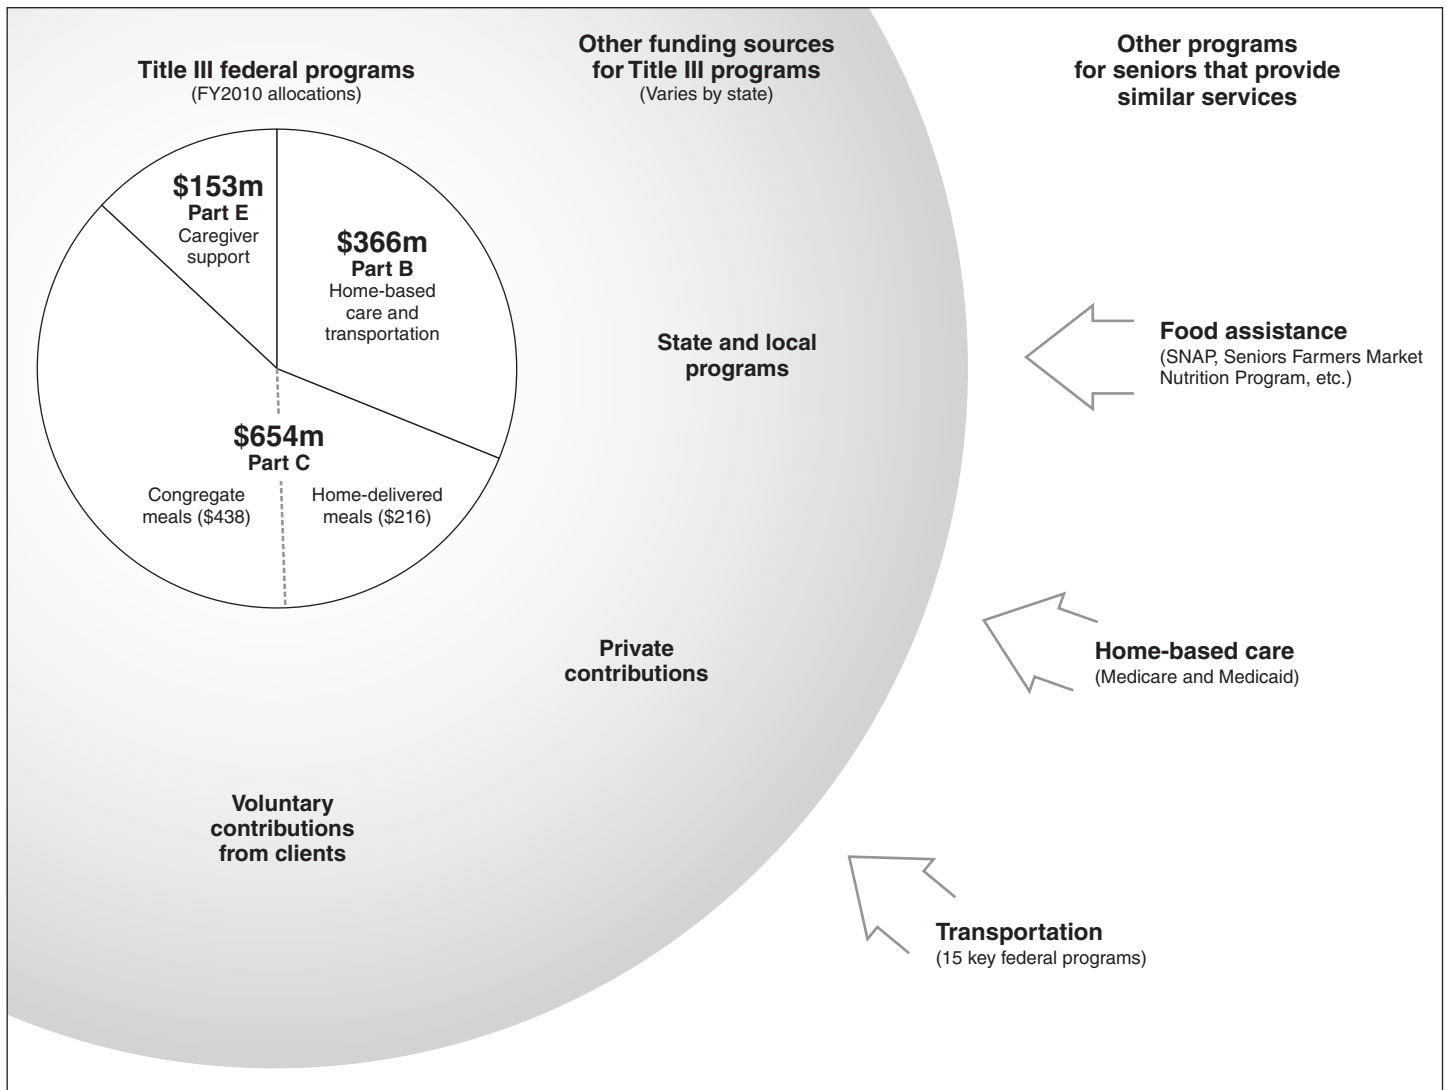 Title III federal programs
(FY2010 allocations)
$153m
Part E
Caregiver
support
$366m
Part B
Home-based
care and
transportation
$654m
Part C
Congregate
meals ($438)
Home-delivered
meals ($216)
Other funding sources
for Title III programs
(Varies by state)
State and local
programs
Private
contributions
Voluntary
contributions
from clients
Other programs
for seniors that provide
similar services
Food assistance
(SNAP, Seniors Farmers Market
Nutrition Program, etc.)
Home-based care
(Medicare and Medicaid)
Transportation
(15 key federal programs)